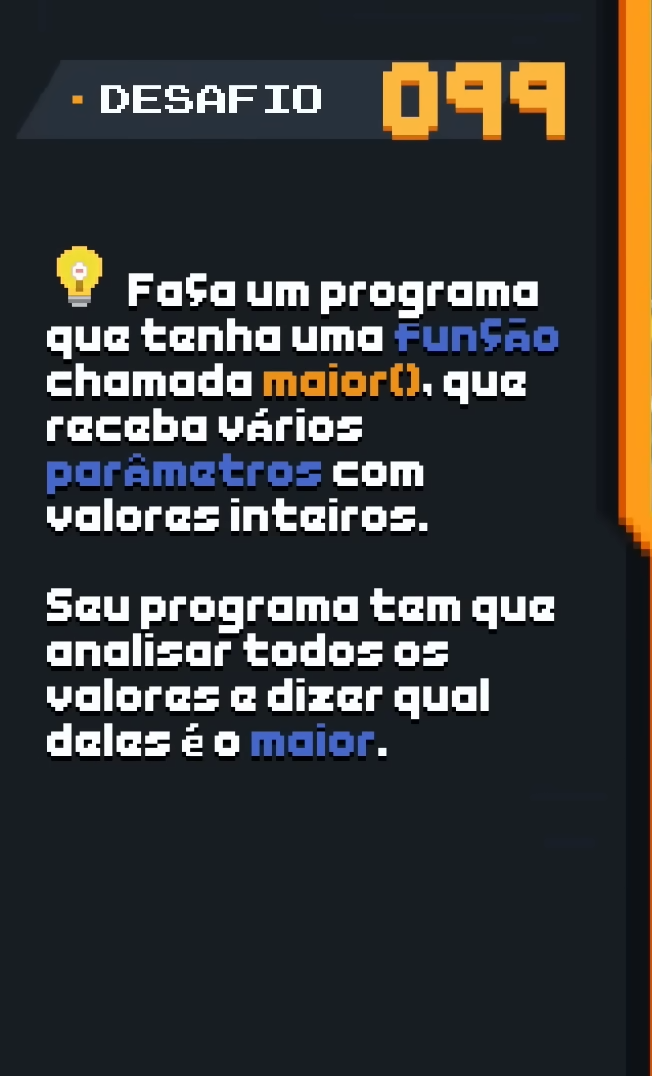 DESAFIO 099
Faça um programa
que tenha uma função
chamada maior(), que
receba vários
parâmetros com
valores inteiros.
Seu programa tem que
analisar todos os
valores e dizer qual
deles é o maior.